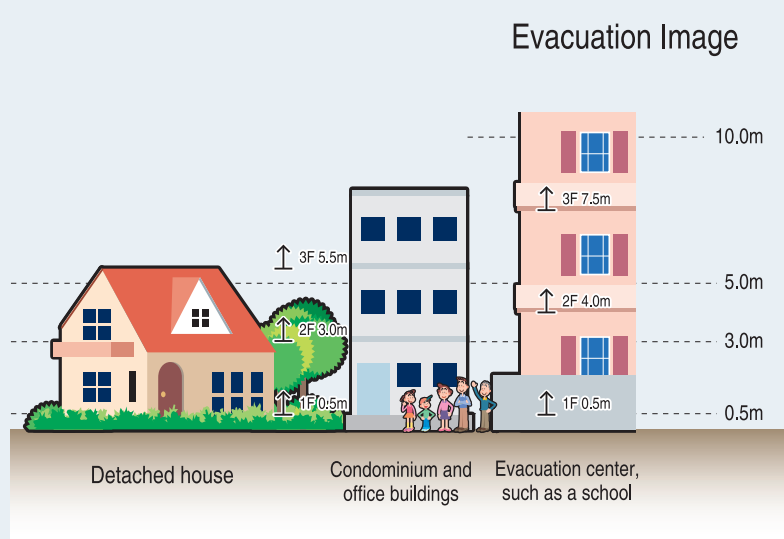 Evacuation Image
10.0m
3F 7.5m
3F 5.5m
5.0m
2F 4.0m
2F 3.0m
3.0m
1F 0.5m
1F 0.5m
0.5m
Detached house
Condominium and
office buildings
Evacuation center,
such as a school